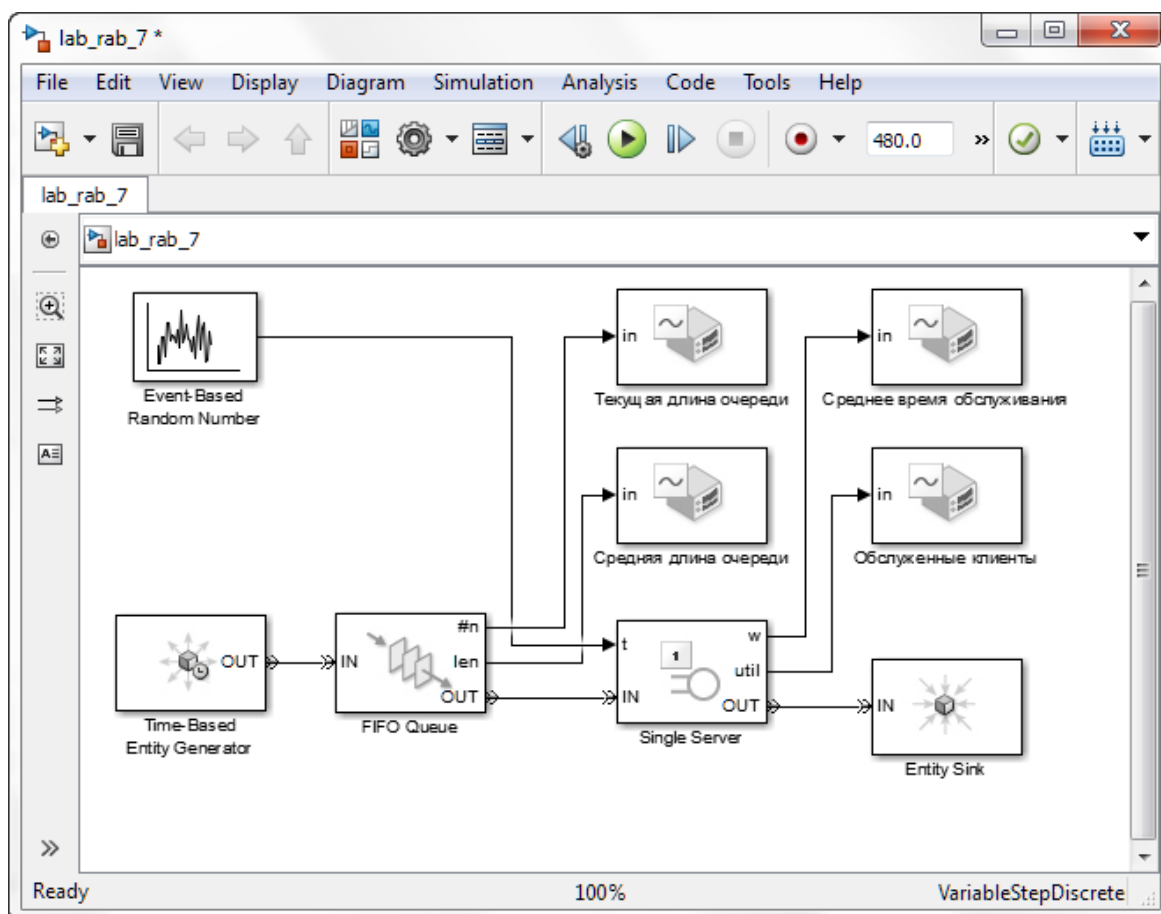 lab_rab_7 *
File Edit View Display Diagram Simulation Analysis Code Tools Help
480.0
lab_rab_7
lab_rab_7
Event-Based
Random Number
in
Текущая длина очереди
in
Среднее время обслуживания
in
Средняя длина очереди
in
Обслуженные клиенты
OUT
Time-Based
Entity Generator
IN
#n
len
OUT
FIFO Queue
t
IN
1
w
util
OUT
Single Server
IN
Entity Sink
Ready 100% VariableStepDiscrete